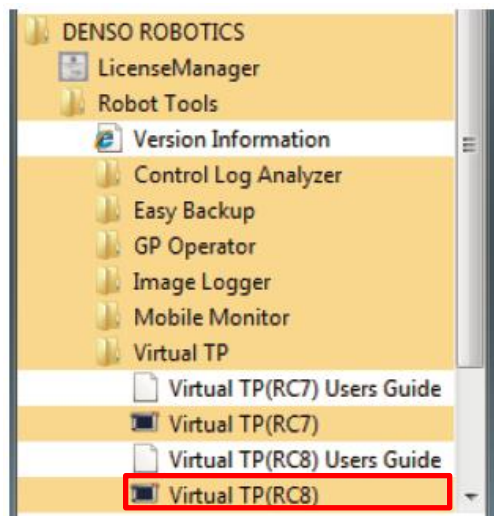 DENSO ROBOTICS
LicenseManager
Robot Tools
Version Information
Control Log Analyzer
Easy Backup
GP Operator
Image Logger
Mobile Monitor
Virtual TP
Virtual TP(RC7) Users Guide
Virtual TP(RC7)
Virtual TP(RC8) Users Guide
Virtual TP(RC8)